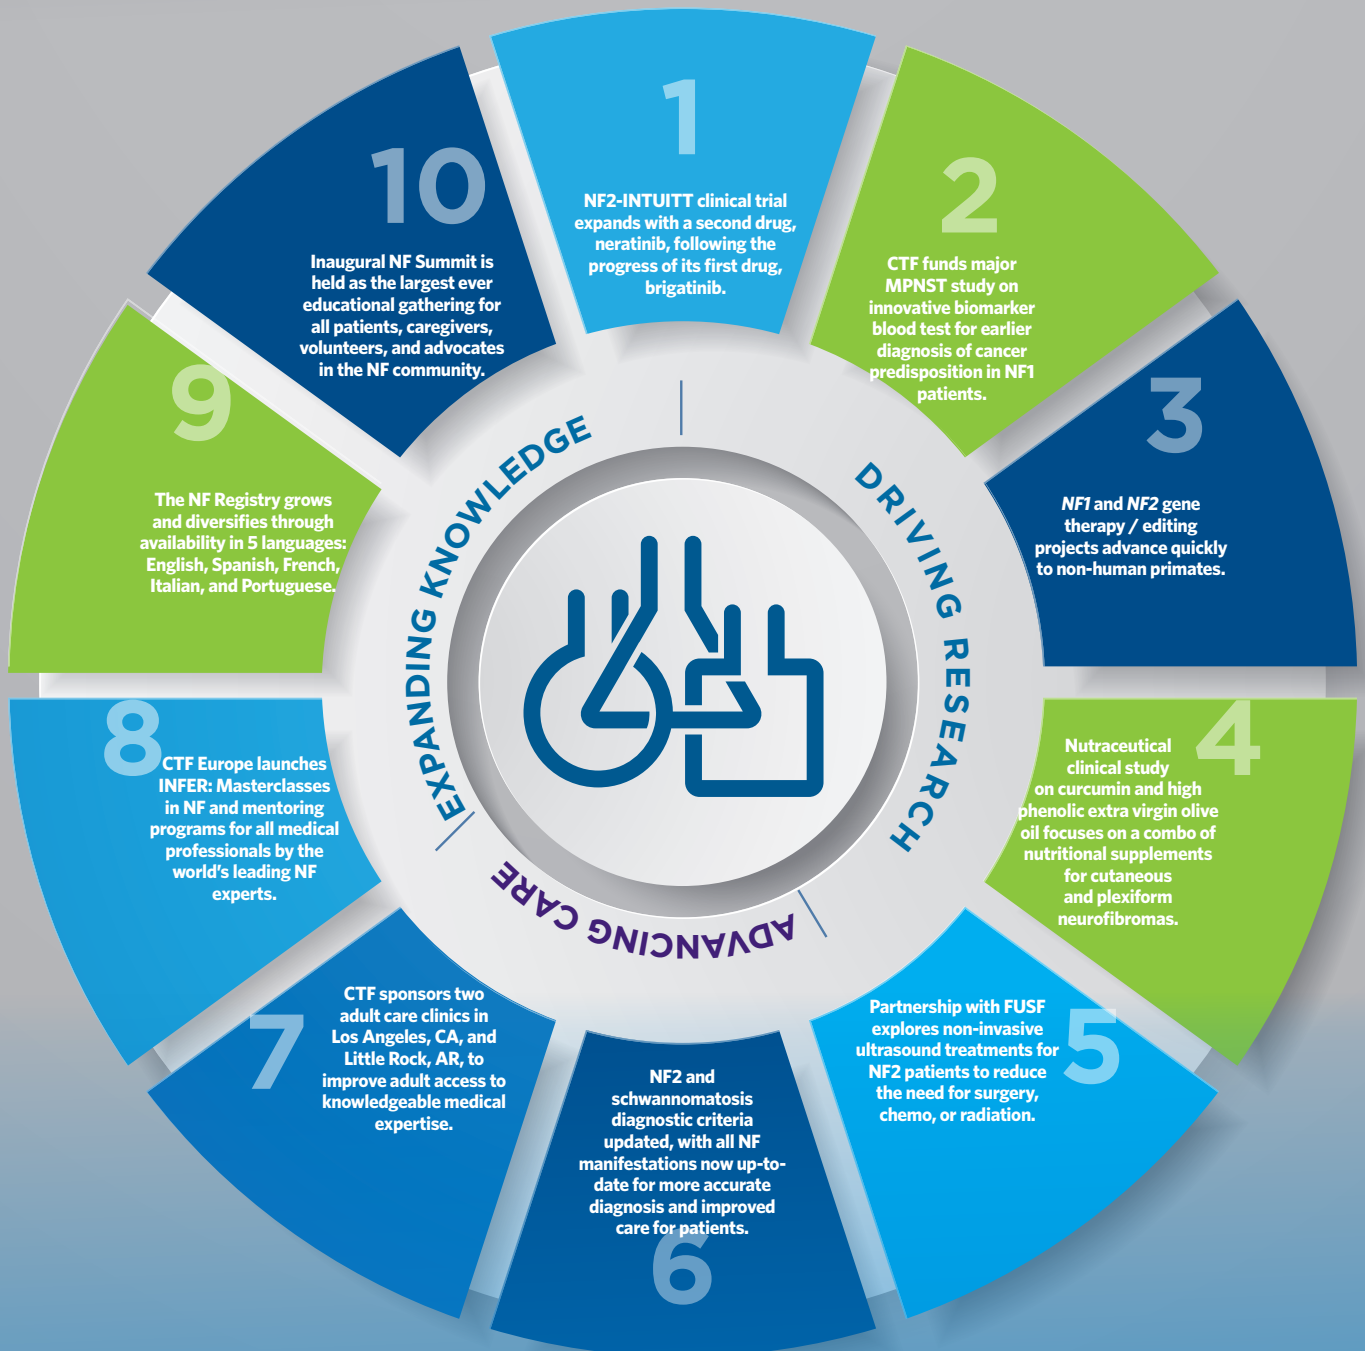 1
NF2-INTUITT clinical trial
expands with a second drug,
neratinib, following the
progress of its first drug,
brigatinib.
2
CTF funds major
MPNST study on
innovative biomarker
blood test for earlier
diagnosis of cancer
predisposition in NF1
patients.
3
NF1 and NF2 gene
therapy / editing
projects advance quickly
to non-human primates.
4
Nutraceutical
clinical study
on curcumin and high
phenolic extra virgin olive
oil focuses on a combo of
nutritional supplements
for cutaneous
and plexiform
neurofibromas.
5
Partnership with FUSF
explores non-invasive
ultrasound treatments for
NF2 patients to reduce
the need for surgery,
chemo, or radiation.
6
NF2 and
schwannomatosis
diagnostic criteria
updated, with all NF
manifestations now up-to-
date for more accurate
diagnosis and improved
care for patients.
7
CTF sponsors two
adult care clinics in
Los Angeles, CA, and
Little Rock, AR, to
improve adult access to
knowledgeable medical
expertise.
8
CTF Europe launches
INFER: Masterclasses
in NF and mentoring
programs for all medical
professionals by the
world's leading NF
experts.
9
The NF Registry grows
and diversifies through
availability in 5 languages:
English, Spanish, French,
Italian, and Portuguese.
10
Inaugural NF Summit is
held as the largest ever
educational gathering for
all patients, caregivers,
volunteers, and advocates
in the NF community.
DRIVING RESEARCH
ADVANCING CARE
EXPANDING KNOWLEDGE